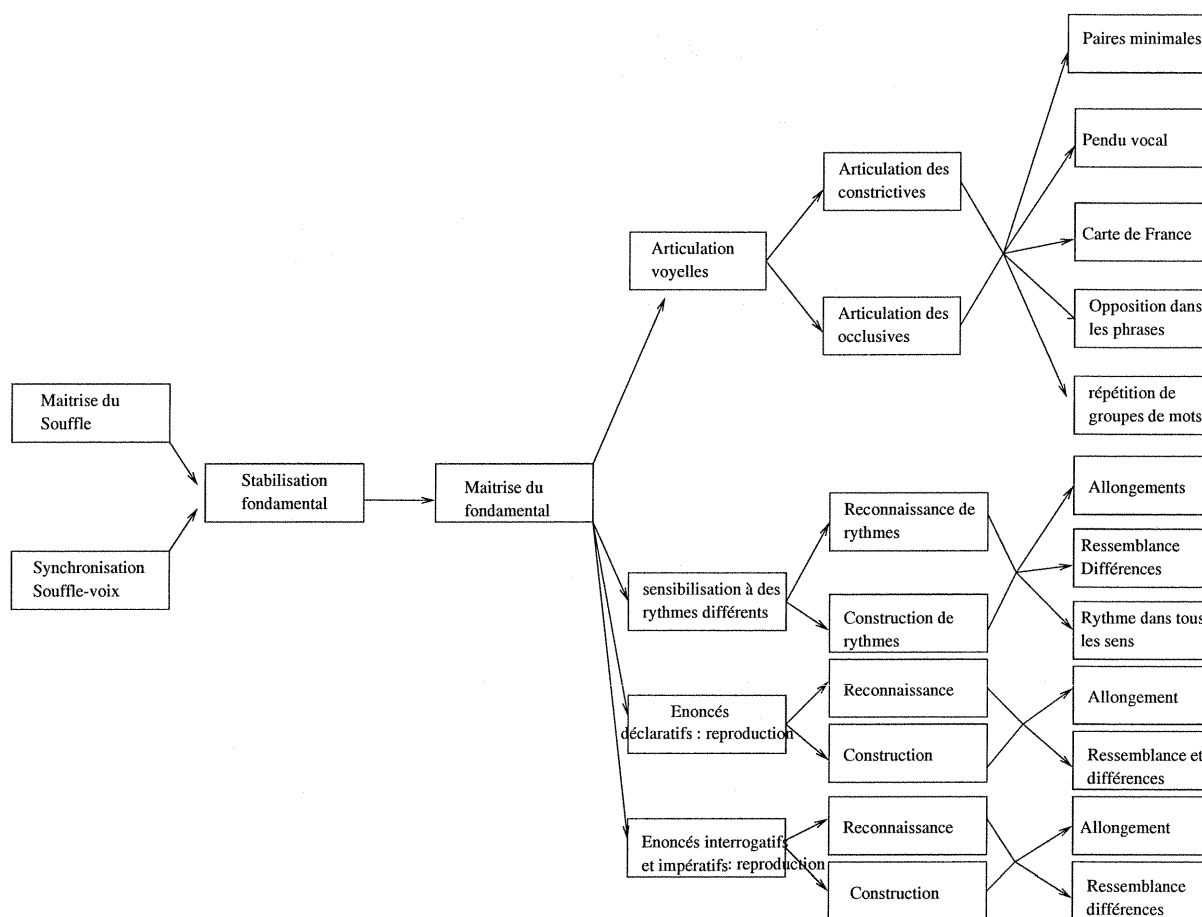 Maitrise du
Souffle
Synchronisation
Souffle-voix
Stabilisation
fondamental
Maitrise du
fondamental
Articulation
voyelles
Articulation des
constrictives
Articulation des
occlusives
Paires minimales
Pendu vocal
Carte de France
Opposition dans
les phrases
répétition de
groupes de mots
sensibilisation à des
rythmes différents
Reconnaissance de
rythmes
Construction de
rythmes
Allongements
Ressemblance
Différences
Rythme dans tous
les sens
Enoncés
déclaratifs : reproduction
Reconnaissance
Construction
Allongement
Ressemblance et
différences
Enoncés interrogatifs
et impératifs : reproduction
Reconnaissance
Construction
Allongement
Ressemblance
différences